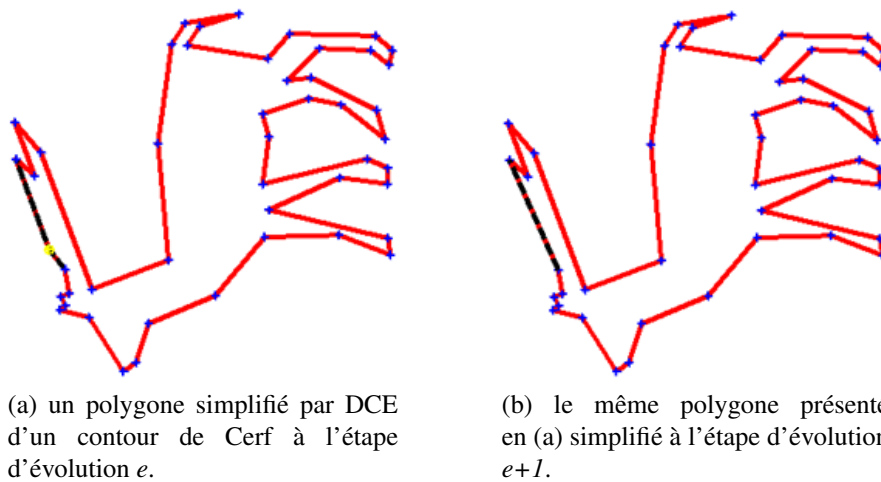 (a) un polygone simplifié par DCE
d'un contour de Cerf à l'étape
d'évolution e.
(b) le même polygone présente
en (a) simplifié à l'étape d'évolution
e+1.